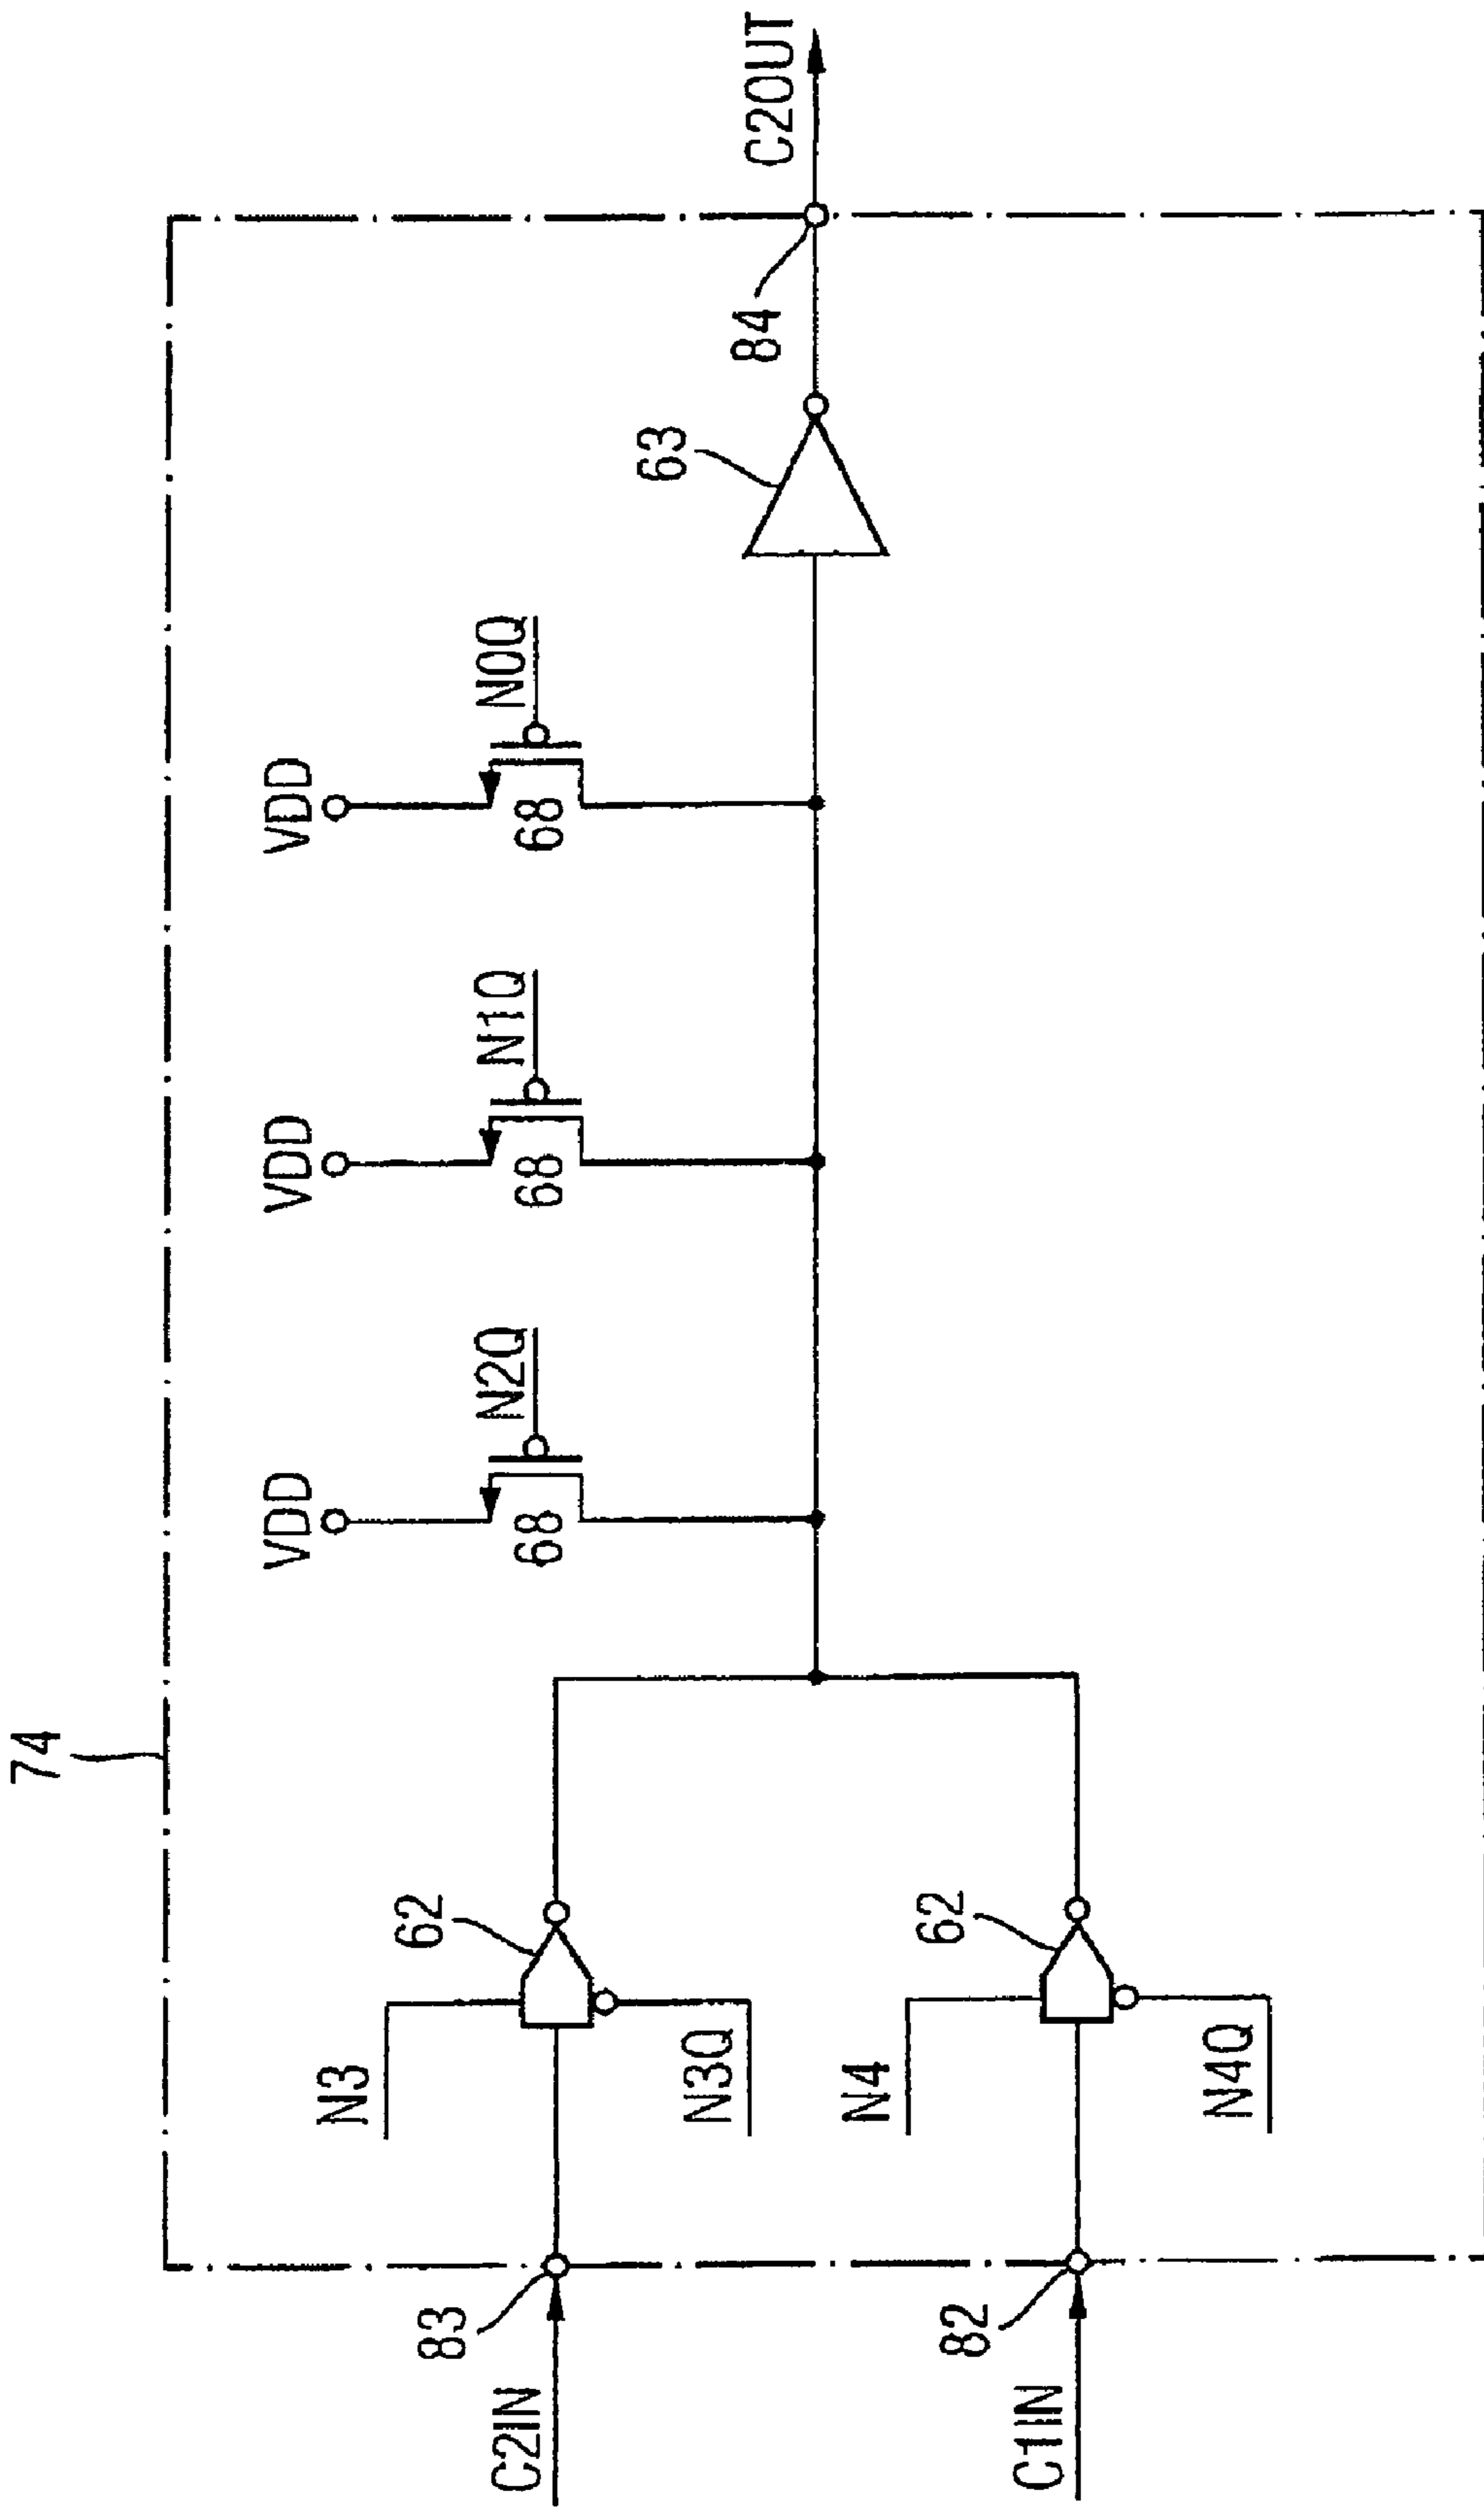 74
VDD
VDD
VDD
N3
62
N2Q
N1Q
N0Q
68
68
68
63
C2IN
83
N3Q
84
C2OUT
N4
62
C1IN
82
N4Q